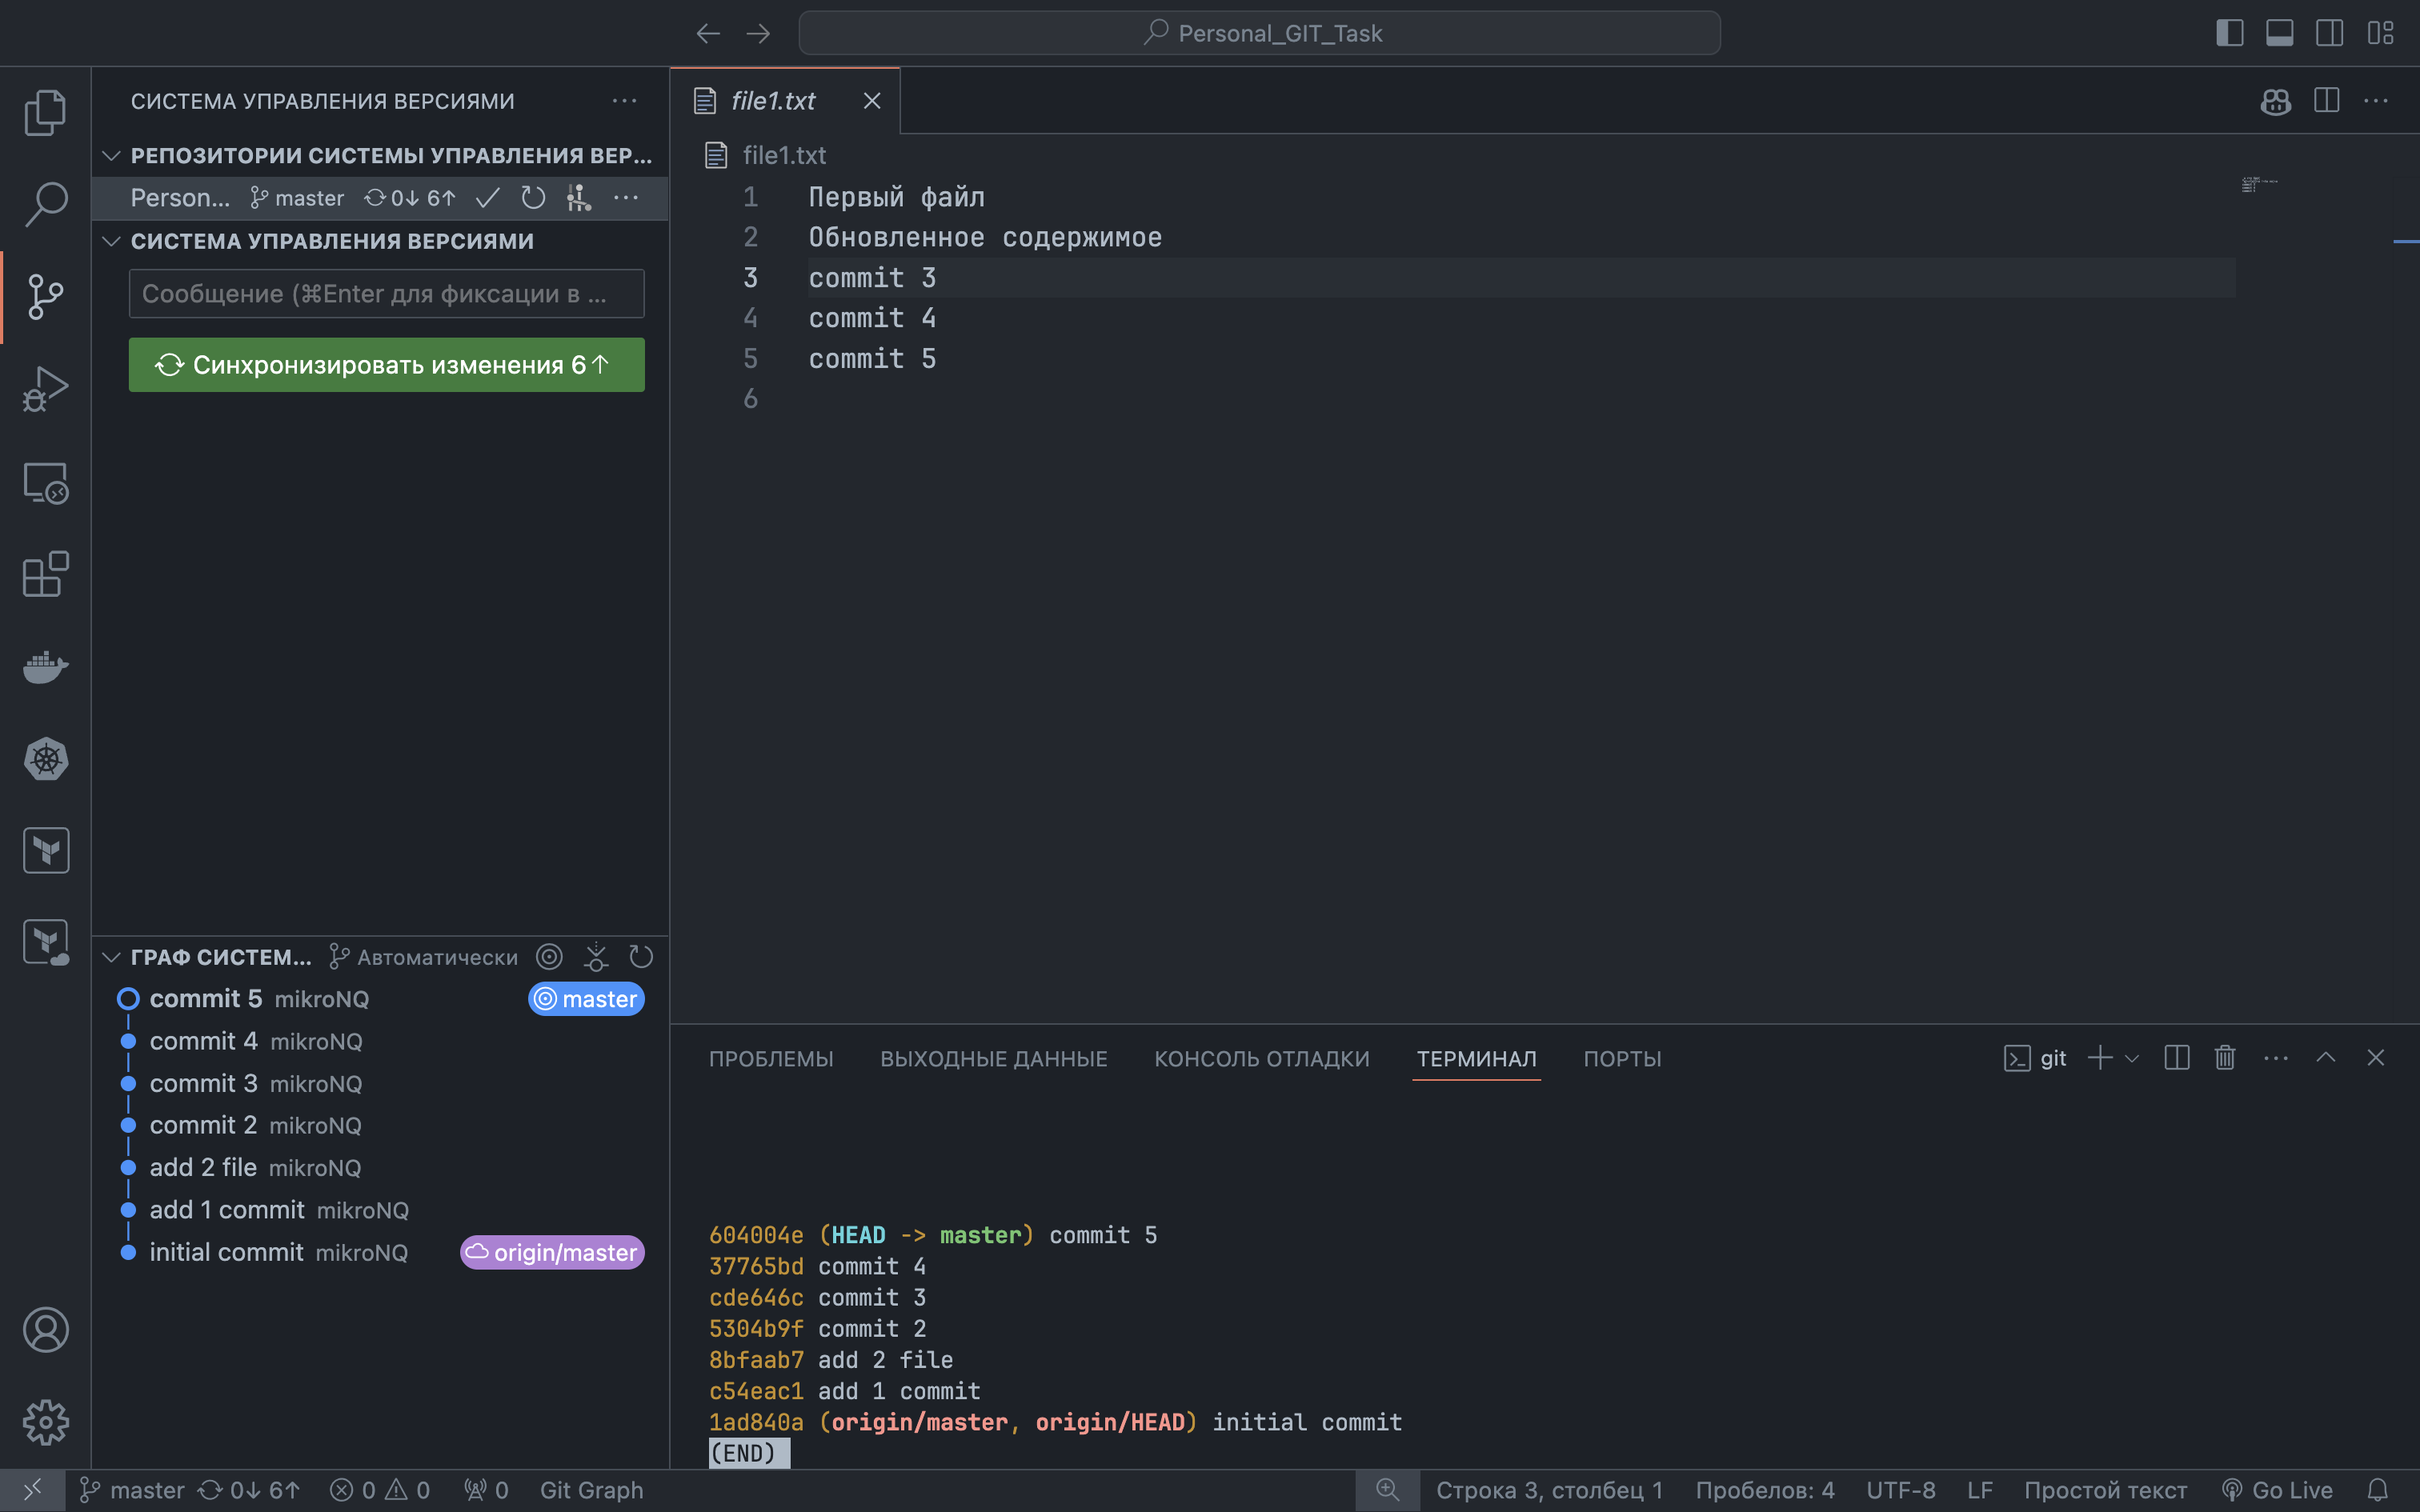 Personal_GIT_Task
СИСТЕМА УПРАВЛЕНИЯ ВЕРСИЯМИ
РЕПОЗИТОРИИ СИСТЕМЫ УПРАВЛЕНИЯ ВЕР...
Person... master 0↓ 6↑
СИСТЕМА УПРАВЛЕНИЯ ВЕРСИЯМИ
Сообщение (⌘Enter для фиксации в ...
Синхронизировать изменения 6↑
ГРАФ СИСТЕМ... Автоматически
commit 5 mikroNQ master
commit 4 mikroNQ
commit 3 mikroNQ
commit 2 mikroNQ
add 2 file mikroNQ
add 1 commit mikroNQ
initial commit mikroNQ origin/master
file1.txt
file1.txt
1 Первый файл
2 Обновленное содержимое
3 commit 3
4 commit 4
5 commit 5
6
ПРОБЛЕМЫ ВЫХОДНЫЕ ДАННЫЕ КОНСОЛЬ ОТЛАДКИ ТЕРМИНАЛ ПОРТЫ git
604004e (HEAD -> master) commit 5
37765bd commit 4
cde646c commit 3
5304b9f commit 2
8bfaab7 add 2 file
c54eac1 add 1 commit
1ad840a (origin/master, origin/HEAD) initial commit
(END)
master 0↓ 6↑ 0 0 0 Git Graph Строка 3, столбец 1 Пробелов: 4 UTF-8 LF Простой текст Go Live